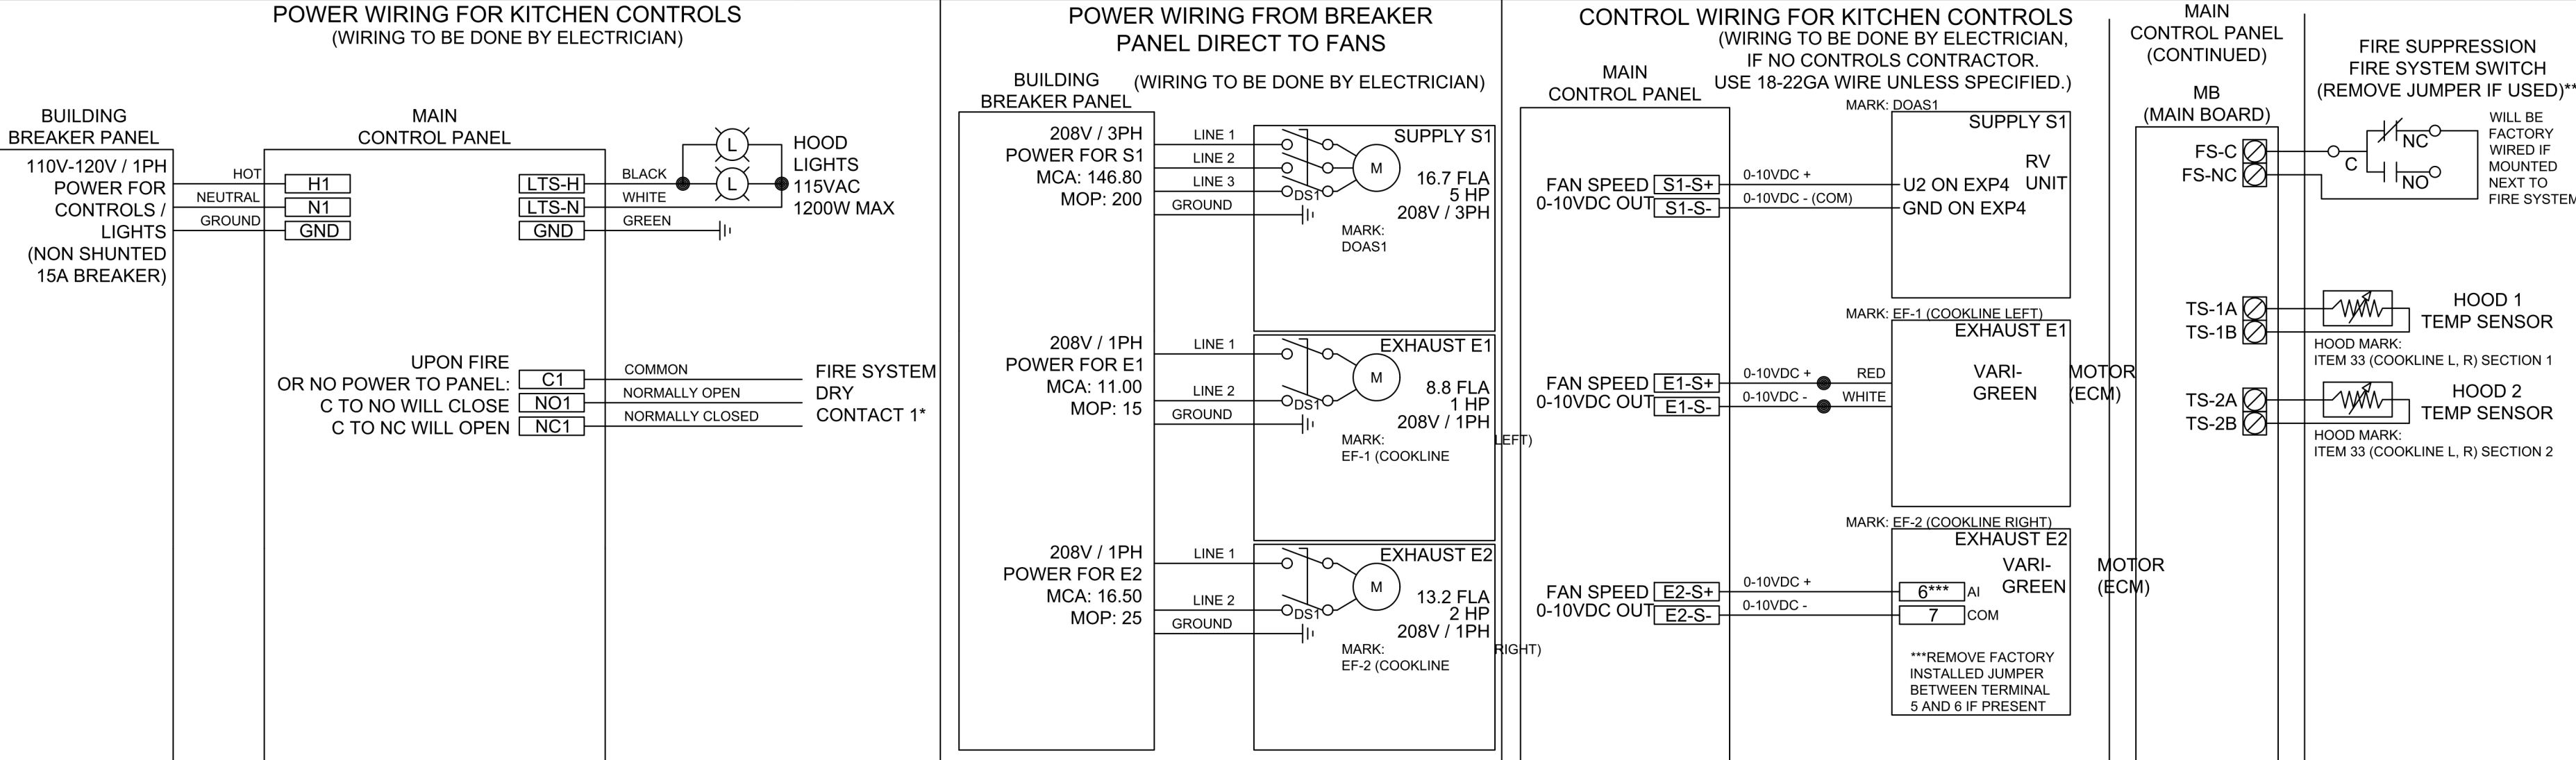 POWER WIRING FOR KITCHEN CONTROLS
(WIRING TO BE DONE BY ELECTRICIAN)
BUILDING
BREAKER PANEL
MAIN
CONTROL PANEL
110V-120V / 1PH
POWER FOR
CONTROLS /
LIGHTS
(NON SHUNTED
15A BREAKER)
HOT
NEUTRAL
GROUND
H1
N1
GND
LTS-H
LTS-N
GND
BLACK
WHITE
GREEN
L
L
HOOD
LIGHTS
115VAC
1200W MAX
UPON FIRE
OR NO POWER TO PANEL:
C TO NO WILL CLOSE
C TO NC WILL OPEN
C1
NO1
NC1
COMMON
NORMALLY OPEN
NORMALLY CLOSED
FIRE SYSTEM
DRY
CONTACT 1*
POWER WIRING FROM BREAKER
PANEL DIRECT TO FANS
(WIRING TO BE DONE BY ELECTRICIAN)
BUILDING
BREAKER PANEL
208V / 3PH
POWER FOR S1
MCA: 146.80
MOP: 200
LINE 1
LINE 2
LINE 3
GROUND
DS1
M
SUPPLY S1
16.7 FLA
5 HP
208V / 3PH
MARK:
DOAS1
208V / 1PH
POWER FOR E1
MCA: 11.00
MOP: 15
LINE 1
LINE 2
GROUND
DS1
M
EXHAUST E1
8.8 FLA
1 HP
208V / 1PH
MARK:
EF-1 (COOKLINE
LEFT)
208V / 1PH
POWER FOR E2
MCA: 16.50
MOP: 25
LINE 1
LINE 2
GROUND
DS1
M
EXHAUST E2
13.2 FLA
2 HP
208V / 1PH
MARK:
EF-2 (COOKLINE
RIGHT)
CONTROL WIRING FOR KITCHEN CONTROLS
(WIRING TO BE DONE BY ELECTRICIAN,
IF NO CONTROLS CONTRACTOR.
USE 18-22GA WIRE UNLESS SPECIFIED.)
MAIN
CONTROL PANEL
MARK: DOAS1
SUPPLY S1
RV
UNIT
FAN SPEED
0-10VDC OUT
S1-S+
S1-S-
0-10VDC +
0-10VDC - (COM)
U2 ON EXP4
GND ON EXP4
MARK: EF-1 (COOKLINE LEFT)
EXHAUST E1
FAN SPEED
0-10VDC OUT
E1-S+
E1-S-
0-10VDC +
0-10VDC -
RED
WHITE
VARI-
GREEN
MOTOR
(ECM)
MARK: EF-2 (COOKLINE RIGHT)
EXHAUST E2
FAN SPEED
0-10VDC OUT
E2-S+
E2-S-
0-10VDC +
0-10VDC -
6***
AI
7
COM
VARI-
GREEN
MOTOR
(ECM)
***REMOVE FACTORY
INSTALLED JUMPER
BETWEEN TERMINAL
5 AND 6 IF PRESENT
MAIN
CONTROL PANEL
(CONTINUED)
MB
(MAIN BOARD)
FS-C
FS-NC
TS-1A
TS-1B
TS-2A
TS-2B
FIRE SUPPRESSION
FIRE SYSTEM SWITCH
(REMOVE JUMPER IF USED)**
C
NC
NO
WILL BE
FACTORY
WIRED IF
MOUNTED
NEXT TO
FIRE SYSTEM
HOOD 1
TEMP SENSOR
HOOD MARK:
ITEM 33 (COOKLINE L, R) SECTION 1
HOOD 2
TEMP SENSOR
HOOD MARK:
ITEM 33 (COOKLINE L, R) SECTION 2